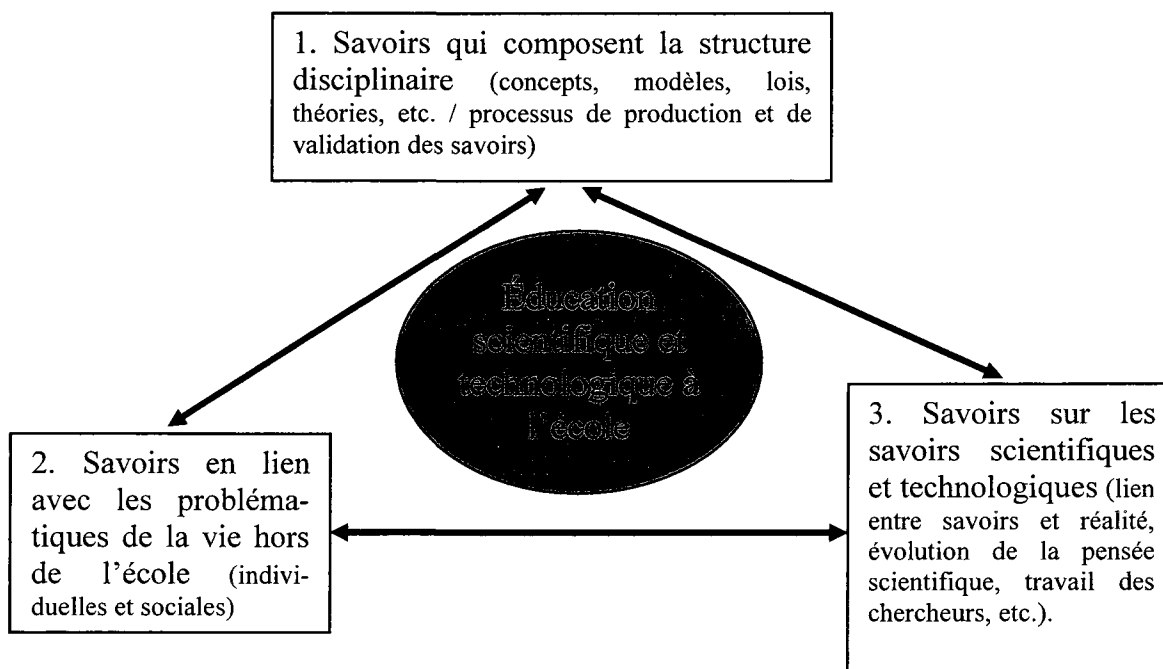 1. Savoirs qui composent la structure
disciplinaire (concepts, modèles, lois,
théories, etc. / processus de production et de
validation des savoirs)
Éducation
scientifique et
technologique à
l'école
2. Savoirs en lien
avec les probléma-
tiques de la vie hors
de l'école (indivi-
duelles et sociales)
3. Savoirs sur les
savoirs scientifiques
et technologiques (lien
entre savoirs et réalité,
évolution de la pensée
scientifique, travail des
chercheurs, etc.).